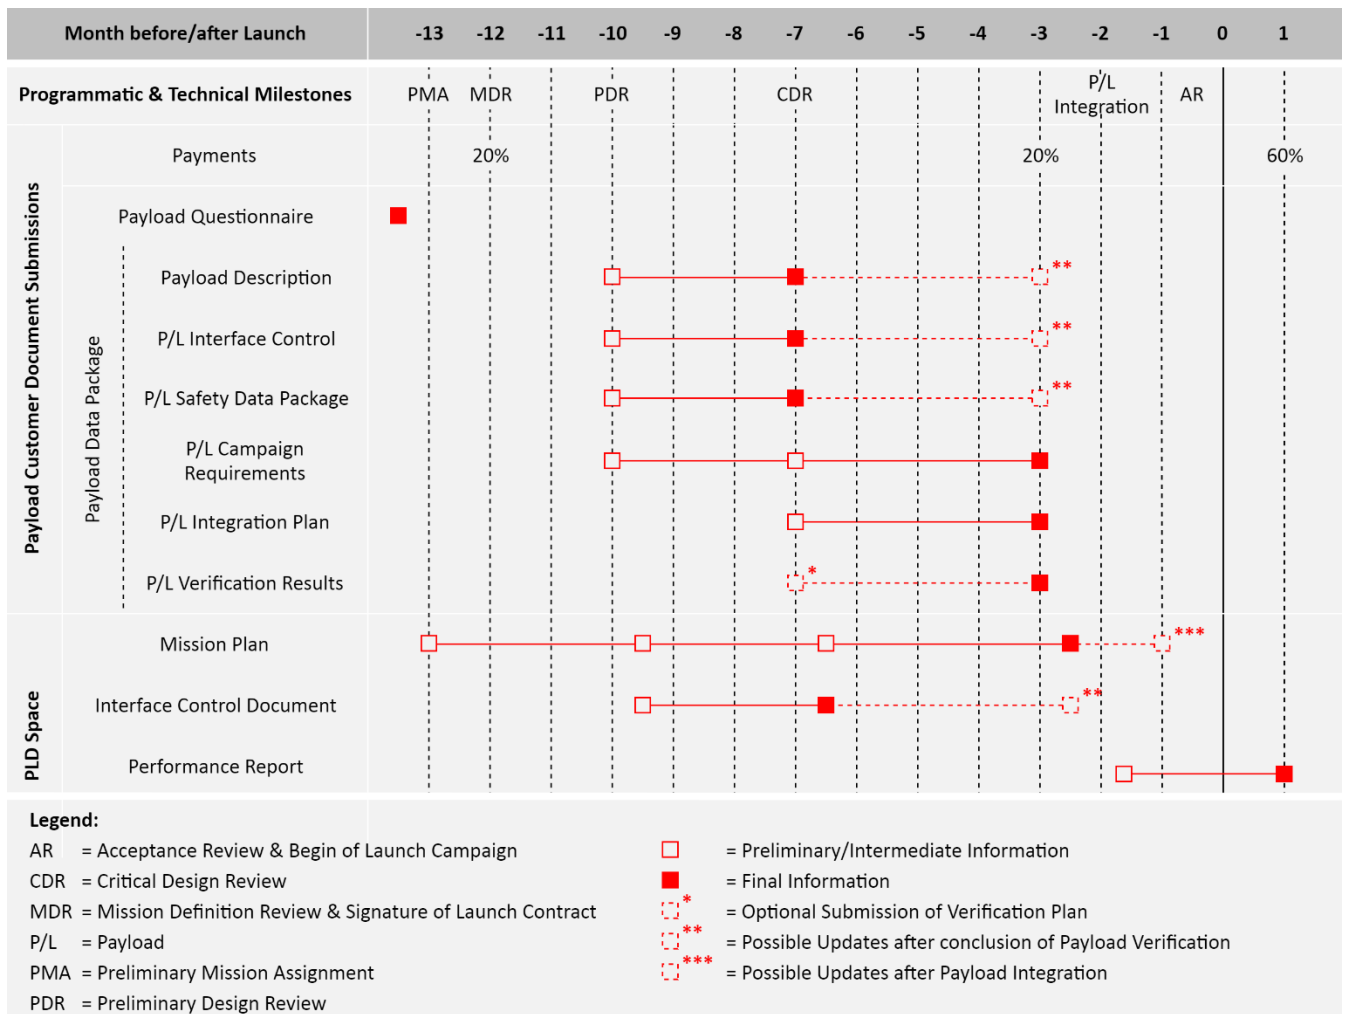 Month before/after Launch -13 -12 -11 -10 -9 -8 -7 -6 -5 -4 -3 -2 -1 0 1
Programmatic & Technical Milestones PMA MDR PDR CDR P/L
Integration AR
Payload Customer Document Submissions
Payments 20% 20% 60%
Payload Questionnaire
Payload Data Package
Payload Description **
P/L Interface Control **
P/L Safety Data Package **
P/L Campaign
Requirements
P/L Integration Plan
P/L Verification Results *
PLD Space
Mission Plan ***
Interface Control Document **
Performance Report
Legend:
AR = Acceptance Review & Begin of Launch Campaign
CDR = Critical Design Review
MDR = Mission Definition Review & Signature of Launch Contract
P/L = Payload
PMA = Preliminary Mission Assignment
PDR = Preliminary Design Review
= Preliminary/Intermediate Information
= Final Information
* = Optional Submission of Verification Plan
** = Possible Updates after conclusion of Payload Verification
*** = Possible Updates after Payload Integration